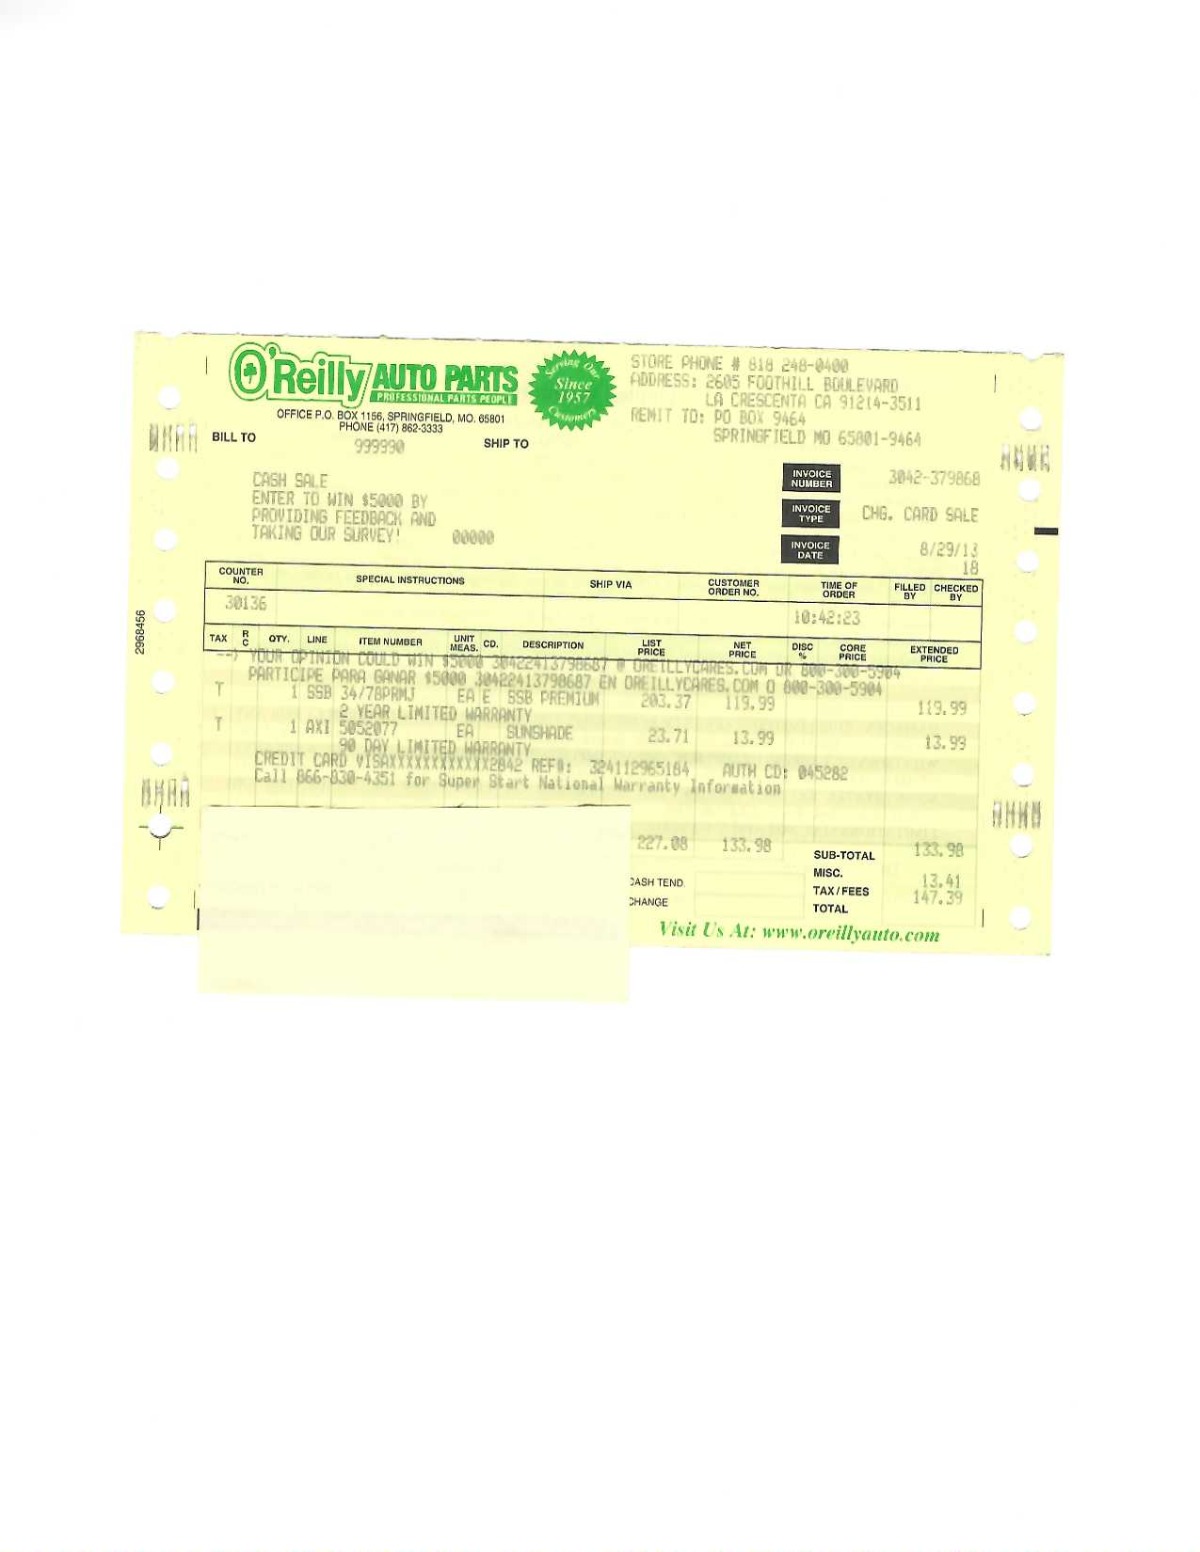 O'Reilly AUTO PARTS
PROFESSIONAL PARTS PEOPLE
Serving Our Customers Since 1957
OFFICE P.O. BOX 1156, SPRINGFIELD, MO. 65801
PHONE (417) 862-3333
STORE PHONE # 818 248-0400
ADDRESS: 2605 FOOTHILL BOULEVARD
LA CRESCENTA CA 91214-3511
REMIT TO: PO BOX 9464
SPRINGFIELD MO 65801-9464
BILL TO 999990 SHIP TO
CASH SALE
ENTER TO WIN $5000 BY
PROVIDING FEEDBACK AND
TAKING OUR SURVEY! 00000
INVOICE NUMBER 3042-379868
INVOICE TYPE CHG. CARD SALE
INVOICE DATE 8/29/13
18
COUNTER NO. SPECIAL INSTRUCTIONS SHIP VIA CUSTOMER ORDER NO. TIME OF ORDER FILLED BY CHECKED BY
30136 10:42:23
2968456
TAX RC QTY. LINE ITEM NUMBER UNIT MEAS. CD. DESCRIPTION LIST PRICE NET PRICE DISC % CORE PRICE EXTENDED PRICE
--> YOUR OPINION COULD WIN $5000 30422413798687 @ OREILLYCARES.COM OR 800-300-5904
PARTICIPE PARA GANAR $5000 30422413798687 EN OREILLYCARES.COM O 800-300-5904
T 1 SSB 34/78PRMJ EA E SSB PREMIUM 203.37 119.99 119.99
2 YEAR LIMITED WARRANTY
T 1 AXI 5052077 EA SUNSHADE 23.71 13.99 13.99
90 DAY LIMITED WARRANTY
CREDIT CARD VISAXXXXXXXXXXXX2842 REF#: 324112965184 AUTH CD: 045282
Call 866-830-4351 for Super Start National Warranty Information
227.08 133.98 SUB-TOTAL 133.98
MISC.
CASH TEND. TAX/FEES 13.41
CHANGE TOTAL 147.39
Visit Us At: www.oreillyauto.com